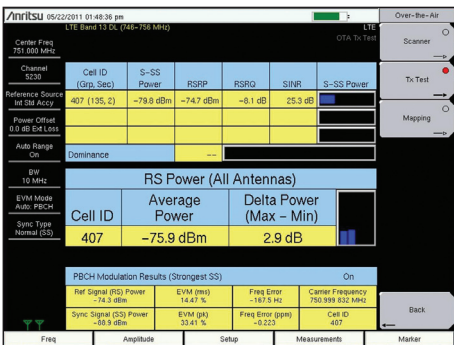 Anritsu 05/22/2011 01:48:36 pm
Over-the-Air
LTE Band 13 DL (746-756 MHz)
LTE
OTA Tx Test
Center Freq
751.000 MHz
Channel
5230
Reference Source
Int Std Accy
Power Offset
0.0 dB Ext Loss
Auto Range
On
BW
10 MHz
EVM Mode
Auto: PBCH
Sync Type
Normal (SS)
Cell ID
(Grp, Sec)
S-SS
Power
RSRP
RSRQ
SINR
S-SS Power
407 (135, 2)
-79.8 dBm
-74.7 dBm
-8.1 dB
25.3 dB
Dominance
--
RS Power (All Antennas)
Cell ID
Average
Power
Delta Power
(Max - Min)
407
-75.9 dBm
2.9 dB
PBCH Modulation Results (Strongest SS)
On
Ref Signal (RS) Power
-74.3 dBm
EVM (rms)
14.47 %
Freq Error
-167.5 Hz
Carrier Frequency
750.999 832 MHz
Sync Signal (SS) Power
-88.9 dBm
EVM (pk)
33.41 %
Freq Error (ppm)
-0.223
Cell ID
407
Scanner
Tx Test
Mapping
Back
Freq
Amplitude
Setup
Measurements
Marker